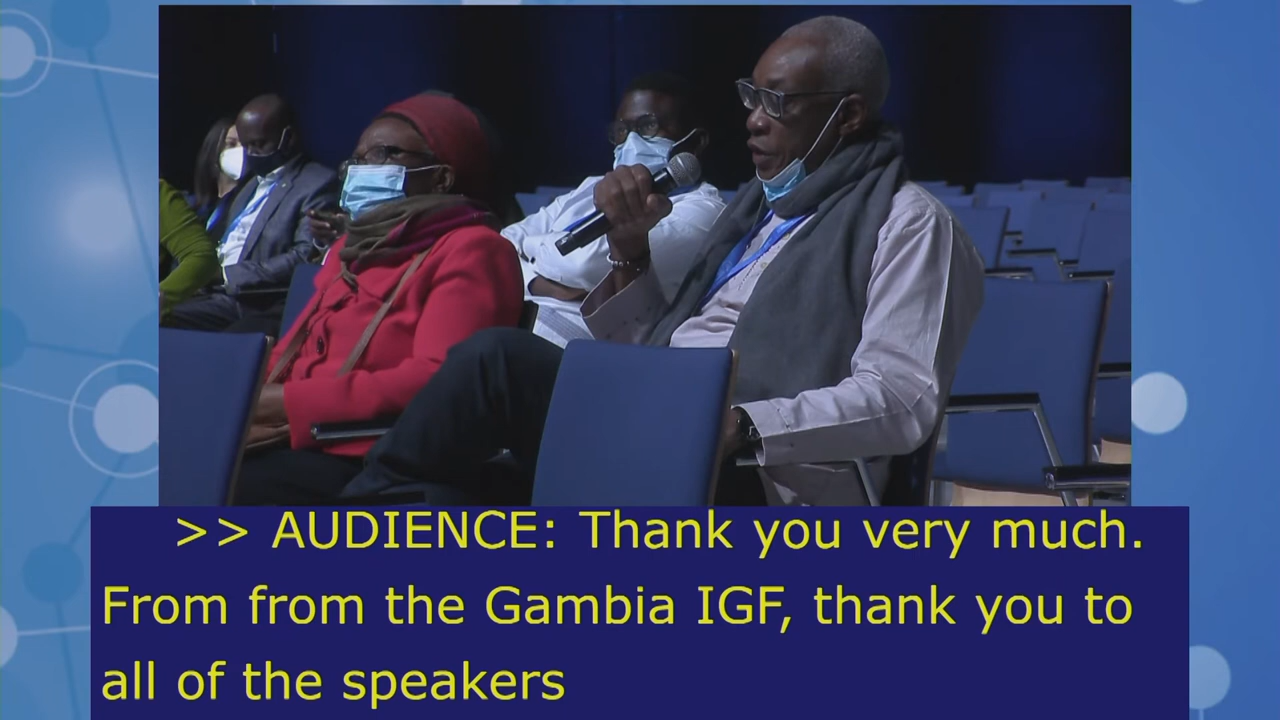 >> AUDIENCE: Thank you very much.
From from the Gambia IGF, thank you to
all of the speakers